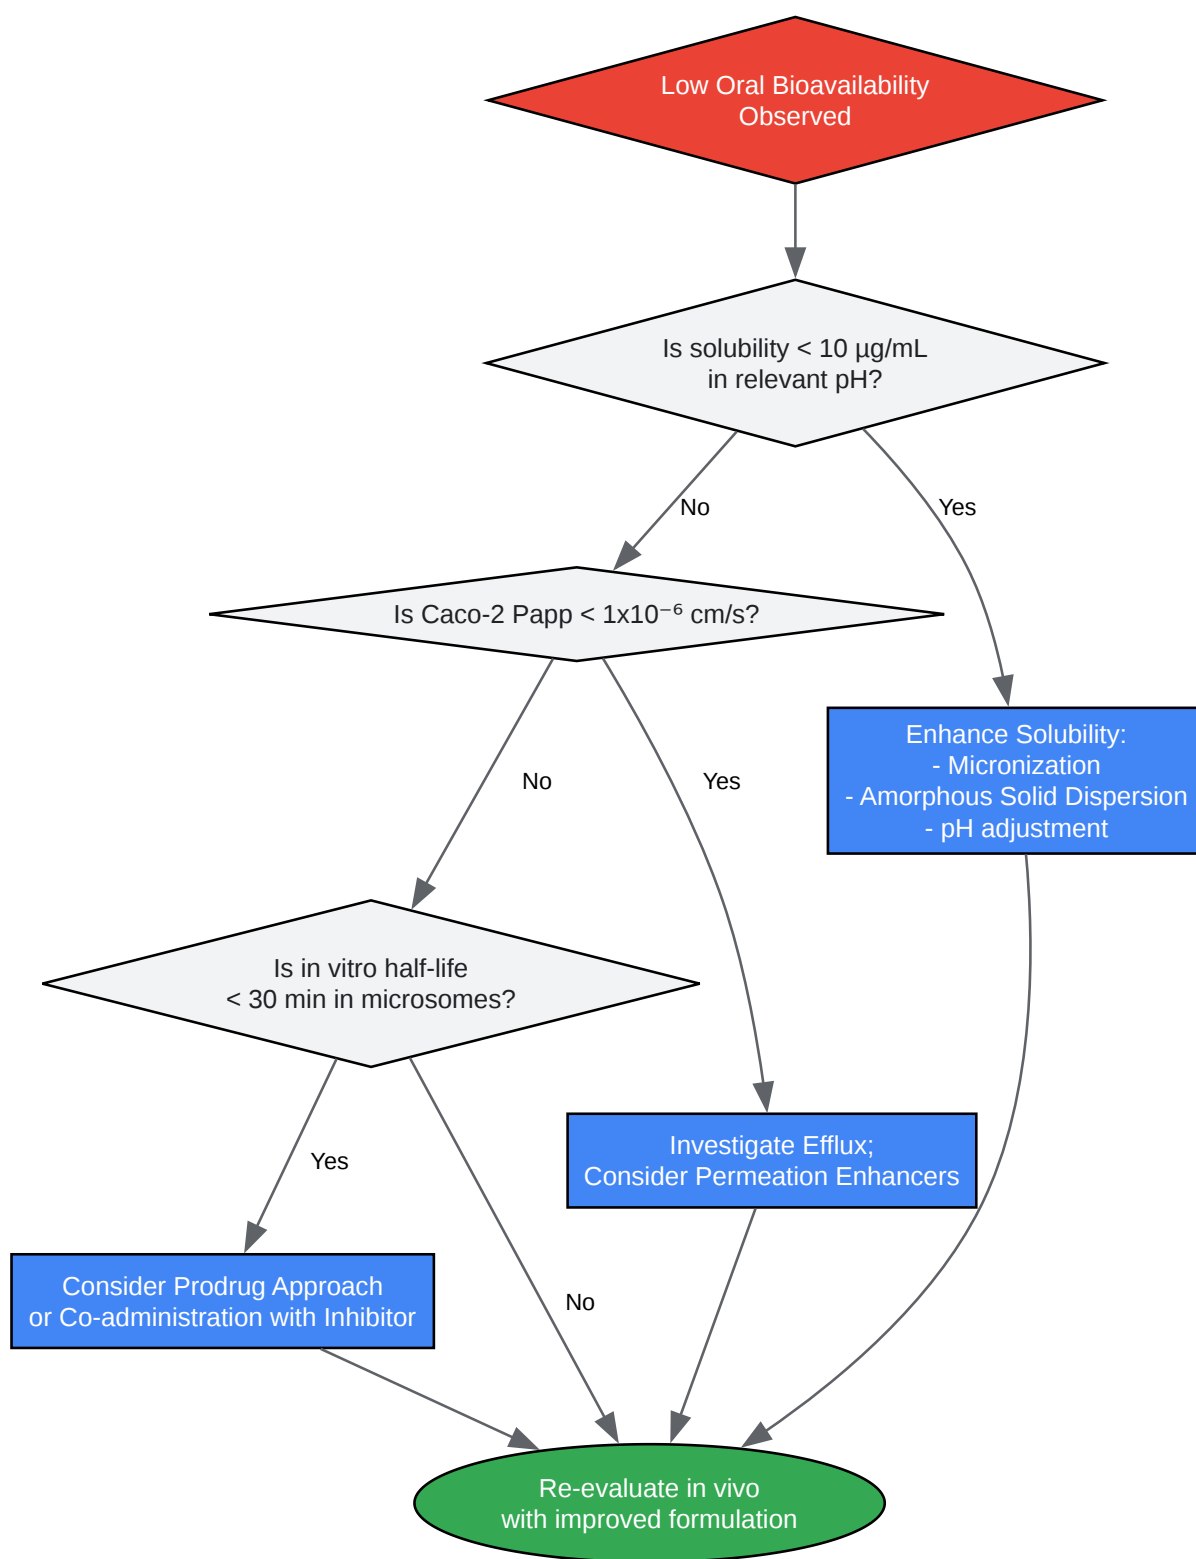 Low Oral Bioavailability
Observed
Is solubility < 10 µg/mL
in relevant pH?
No
Yes
Is Caco-2 Papp < 1x10⁻⁶ cm/s?
Enhance Solubility:
- Micronization
- Amorphous Solid Dispersion
- pH adjustment
No
Yes
Is in vitro half-life
< 30 min in microsomes?
Investigate Efflux;
Consider Permeation Enhancers
Yes
Consider Prodrug Approach
or Co-administration with Inhibitor
No
Re-evaluate in vivo
with improved formulation